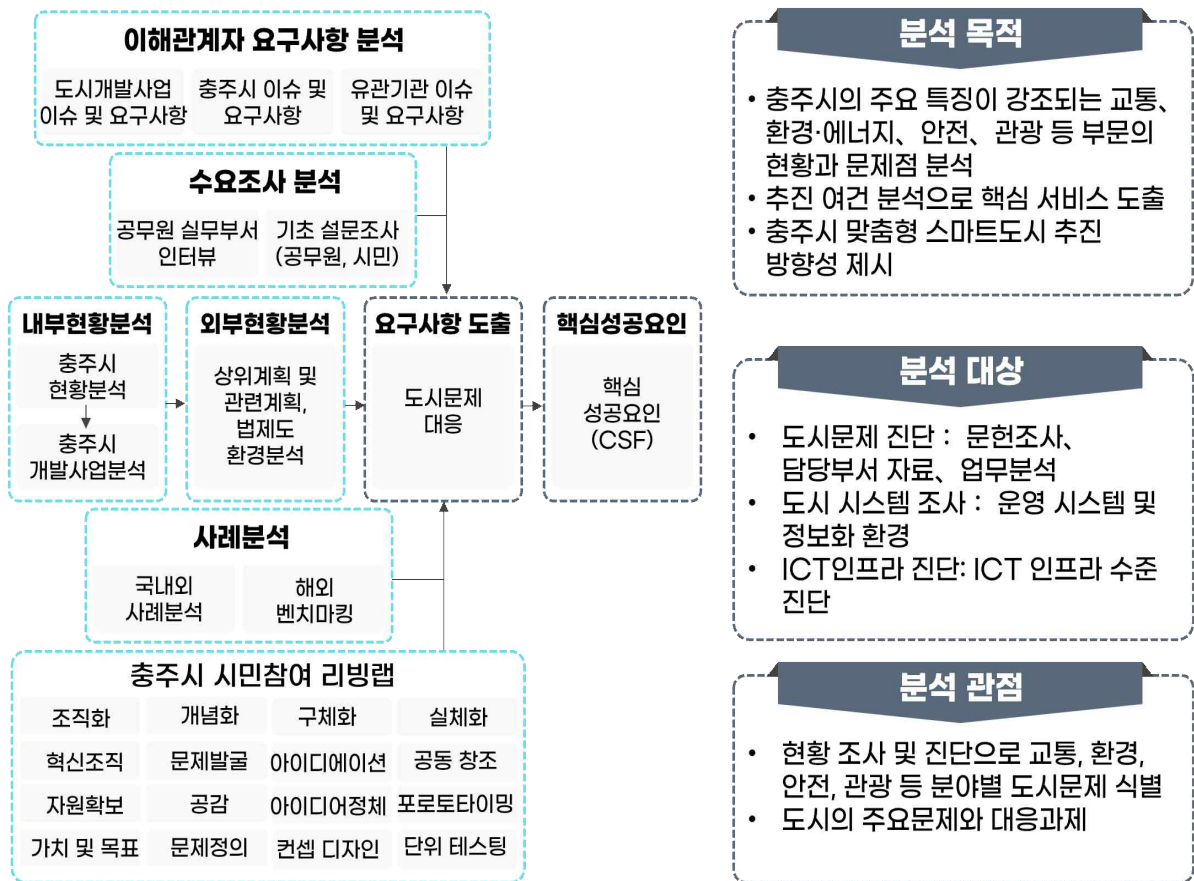 이해관계자 요구사항 분석
도시개발사업
이슈 및 요구사항
충주시 이슈 및
요구사항
유관기관 이슈
및 요구사항
수요조사 분석
공무원 실무부서
인터뷰
기초 설문조사
(공무원, 시민)
내부현황분석
충주시
현황분석
충주시
개발사업분석
외부현황분석
상위계획 및
관련계획,
법제도
환경분석
요구사항 도출
도시문제
대응
핵심성공요인
핵심
성공요인
(CSF)
사례분석
국내외
사례분석
해외
벤치마킹
충주시 시민참여 리빙랩
조직화 개념화 구체화 실체화
혁신조직 문제발굴 아이디에이션 공동 창조
자원확보 공감 아이디어정체 포로토타이밍
가치 및 목표 문제정의 컨셉 디자인 단위 테스팅
분석 목적
• 충주시의 주요 특징이 강조되는 교통、
환경·에너지、안전、관광 등 부문의
현황과 문제점 분석
• 추진 여건 분석으로 핵심 서비스 도출
• 충주시 맞춤형 스마트도시 추진
방향성 제시
분석 대상
• 도시문제 진단 : 문헌조사、
담당부서 자료、업무분석
• 도시 시스템 조사 : 운영 시스템 및
정보화 환경
• ICT인프라 진단: ICT 인프라 수준
진단
분석 관점
• 현황 조사 및 진단으로 교통, 환경,
안전, 관광 등 분야별 도시문제 식별
• 도시의 주요문제와 대응과제